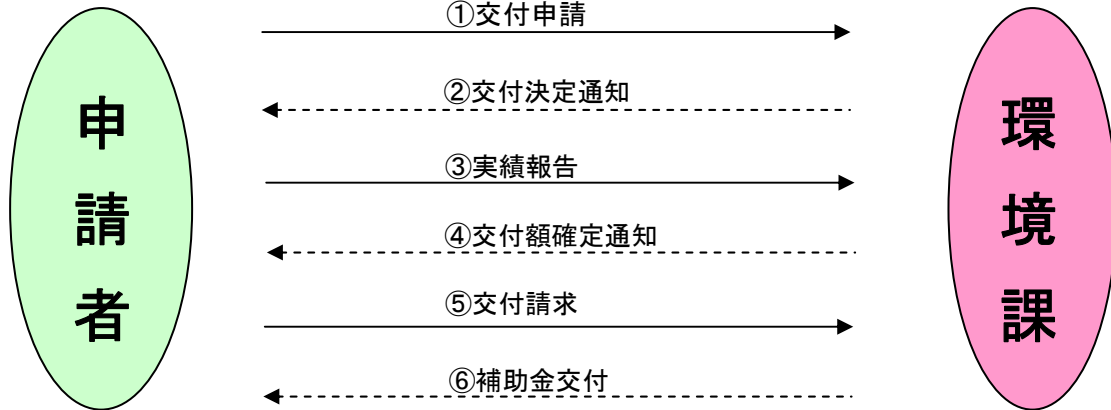 申請者
①交付申請
②交付決定通知
③実績報告
④交付額確定通知
⑤交付請求
⑥補助金交付
環境課